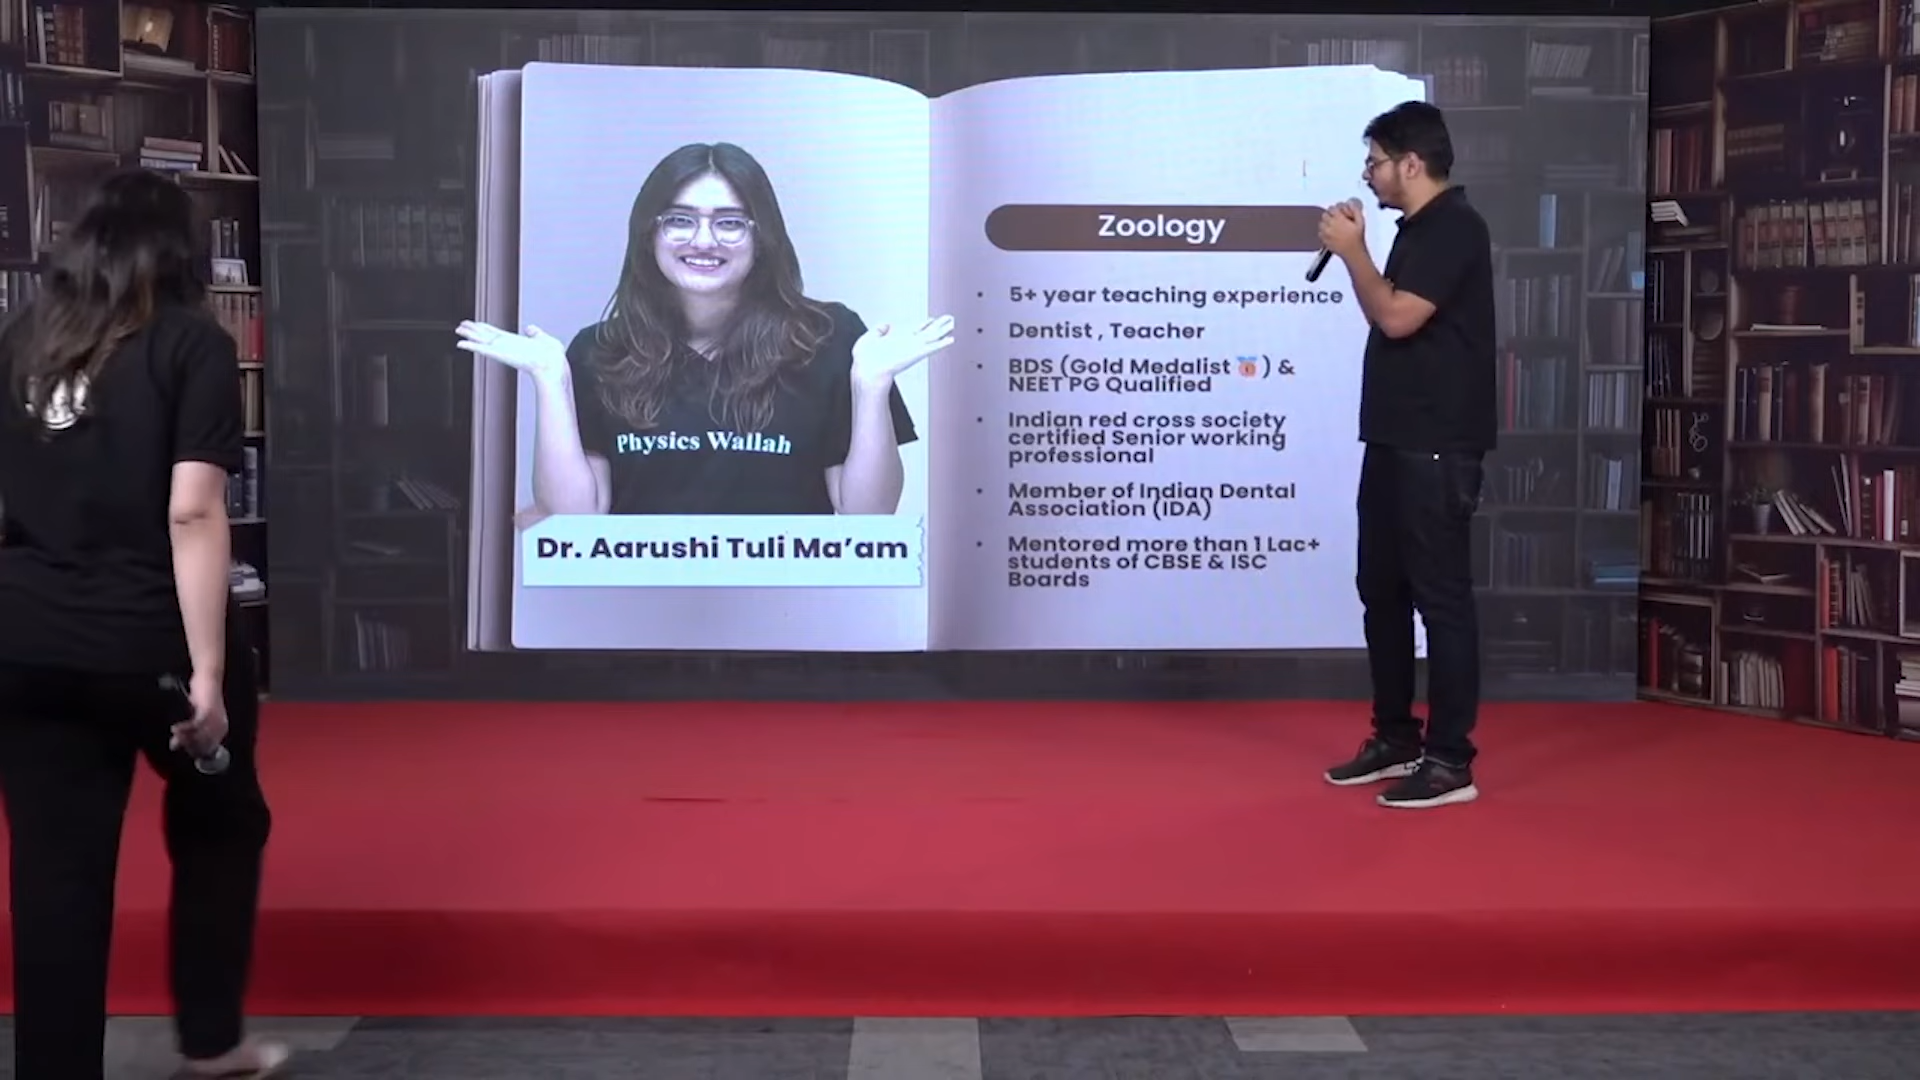 Physics Wallah
Dr. Aarushi Tuli Ma’am
Zoology
• 5+ year teaching experience
• Dentist , Teacher
• BDS (Gold Medalist 🏅) &
NEET PG Qualified
• Indian red cross society
certified Senior working
professional
• Member of Indian Dental
Association (IDA)
• Mentored more than 1 Lac+
students of CBSE & ISC
Boards